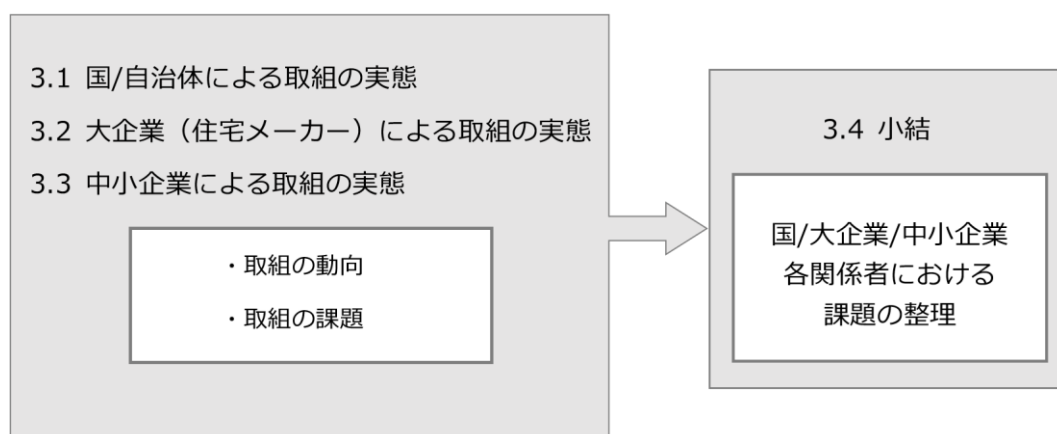 3.1 国/自治体による取組の実態
3.2 大企業（住宅メーカー）による取組の実態
3.3 中小企業による取組の実態
・取組の動向
・取組の課題
3.4 小結
国/大企業/中小企業
各関係者における
課題の整理